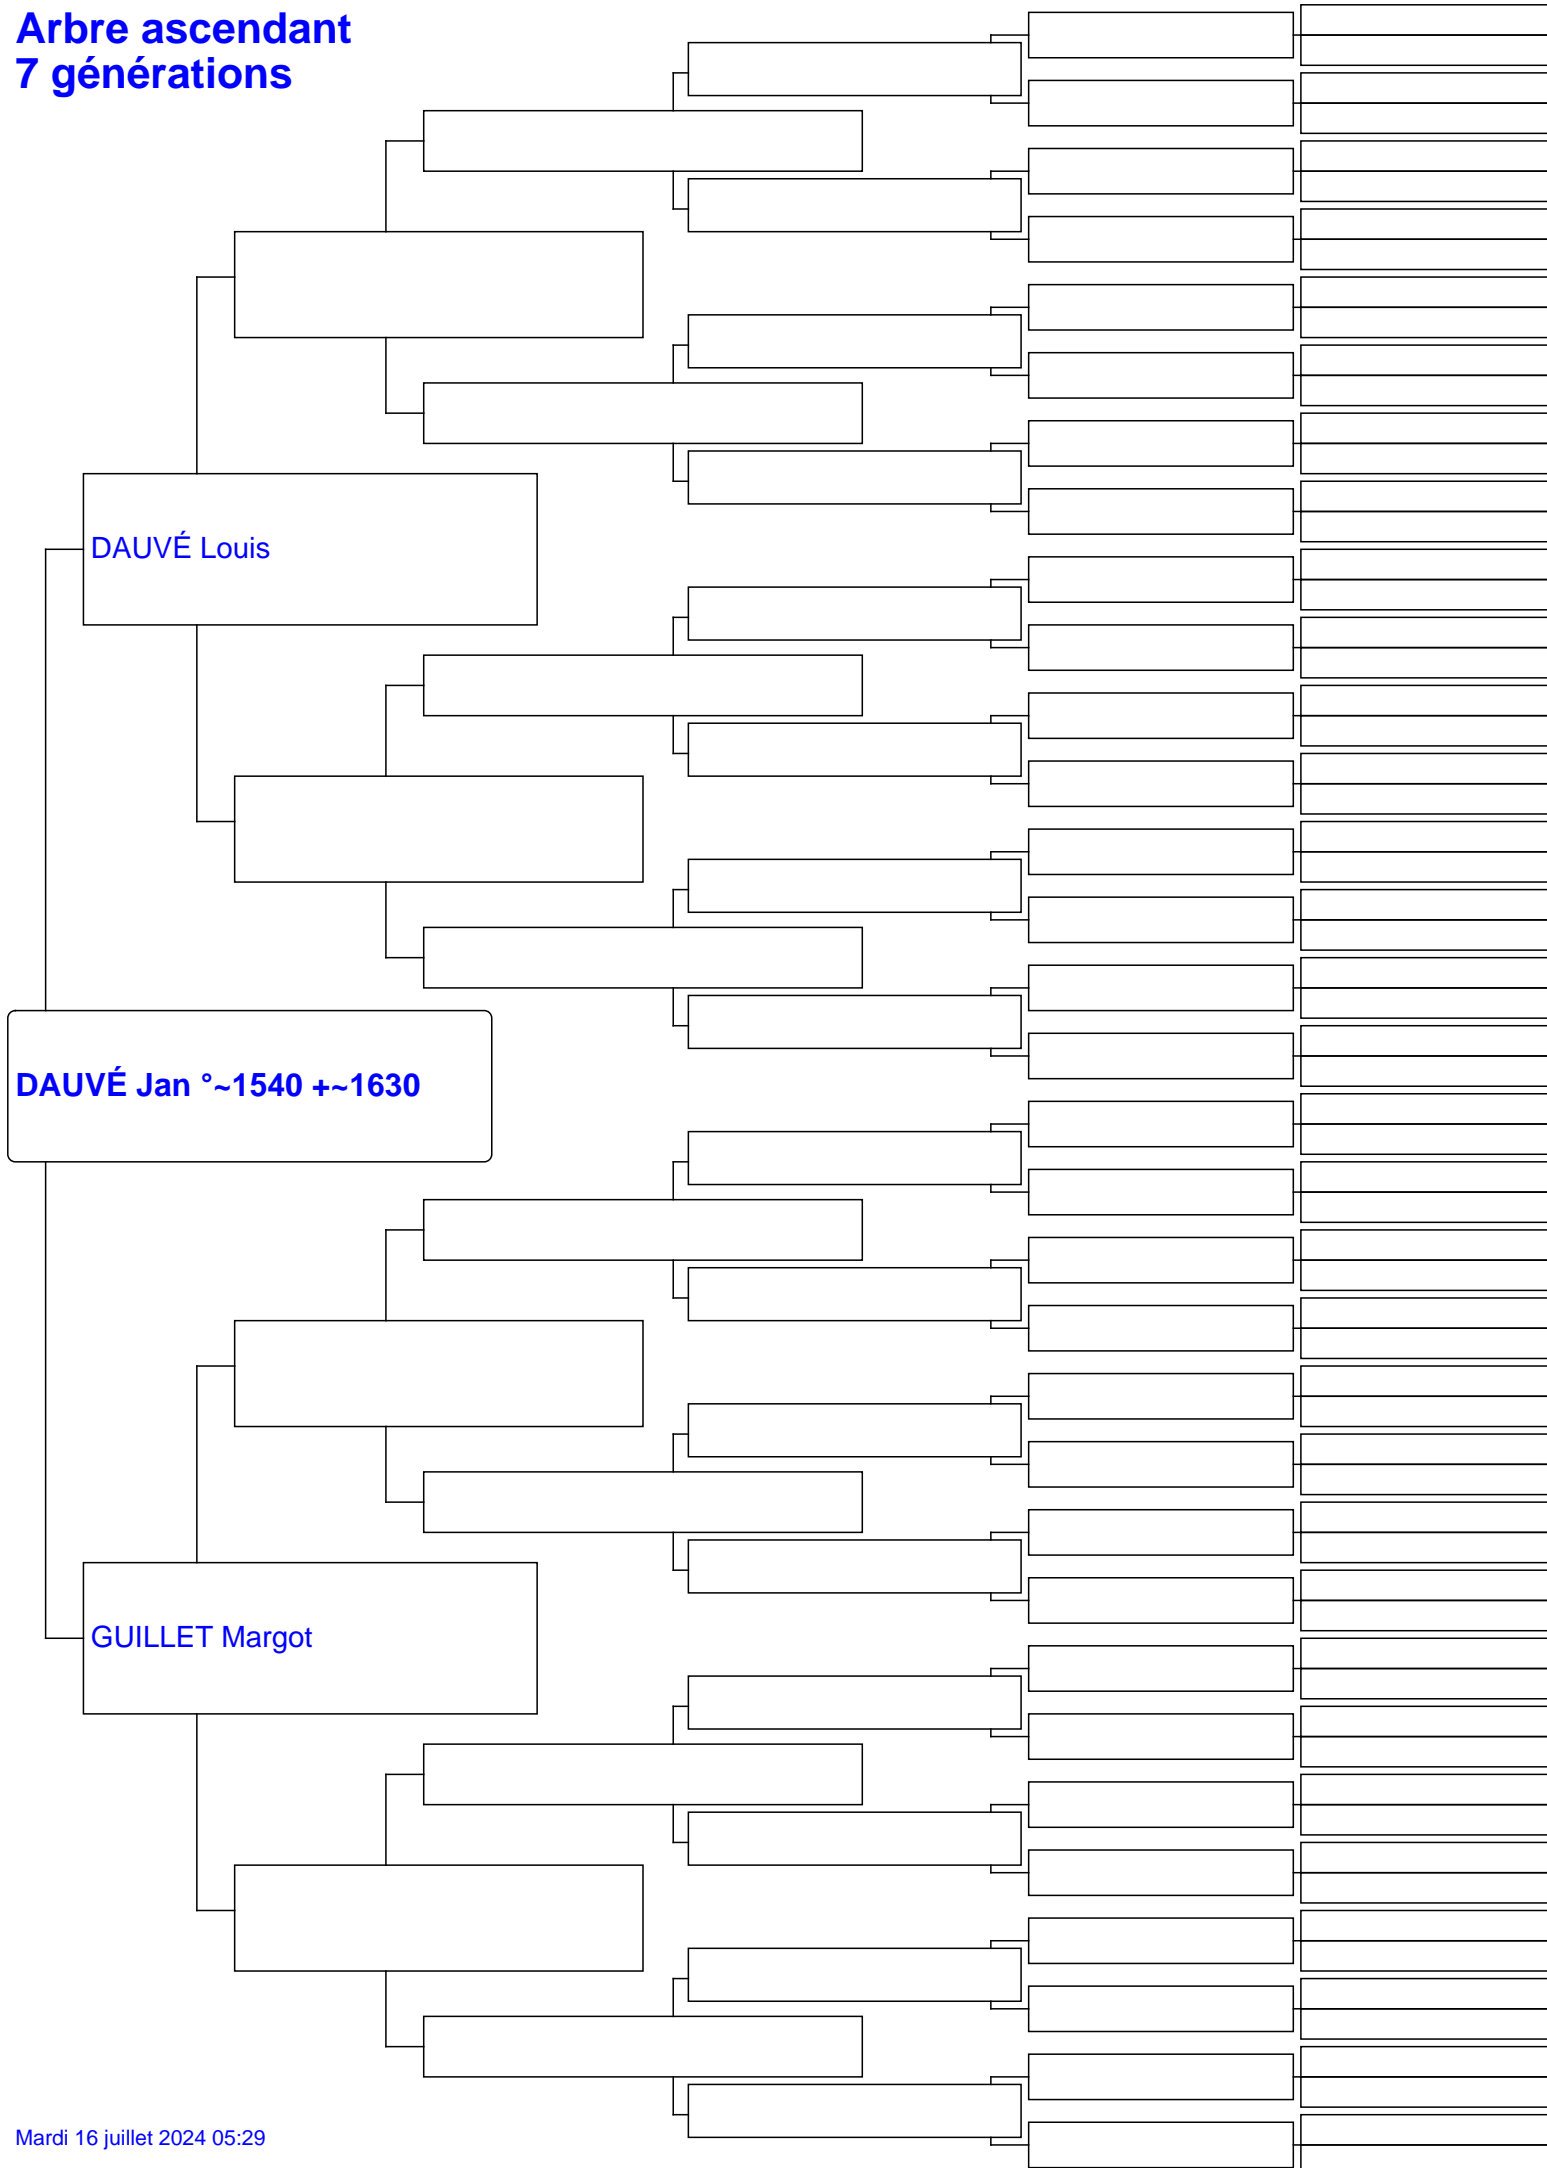 Arbre ascendant
7 générations
DAUVÉ Louis
DAUVÉ Jan °~1540 +~1630
GUILLET Margot
Mardi 16 juillet 2024 05:29